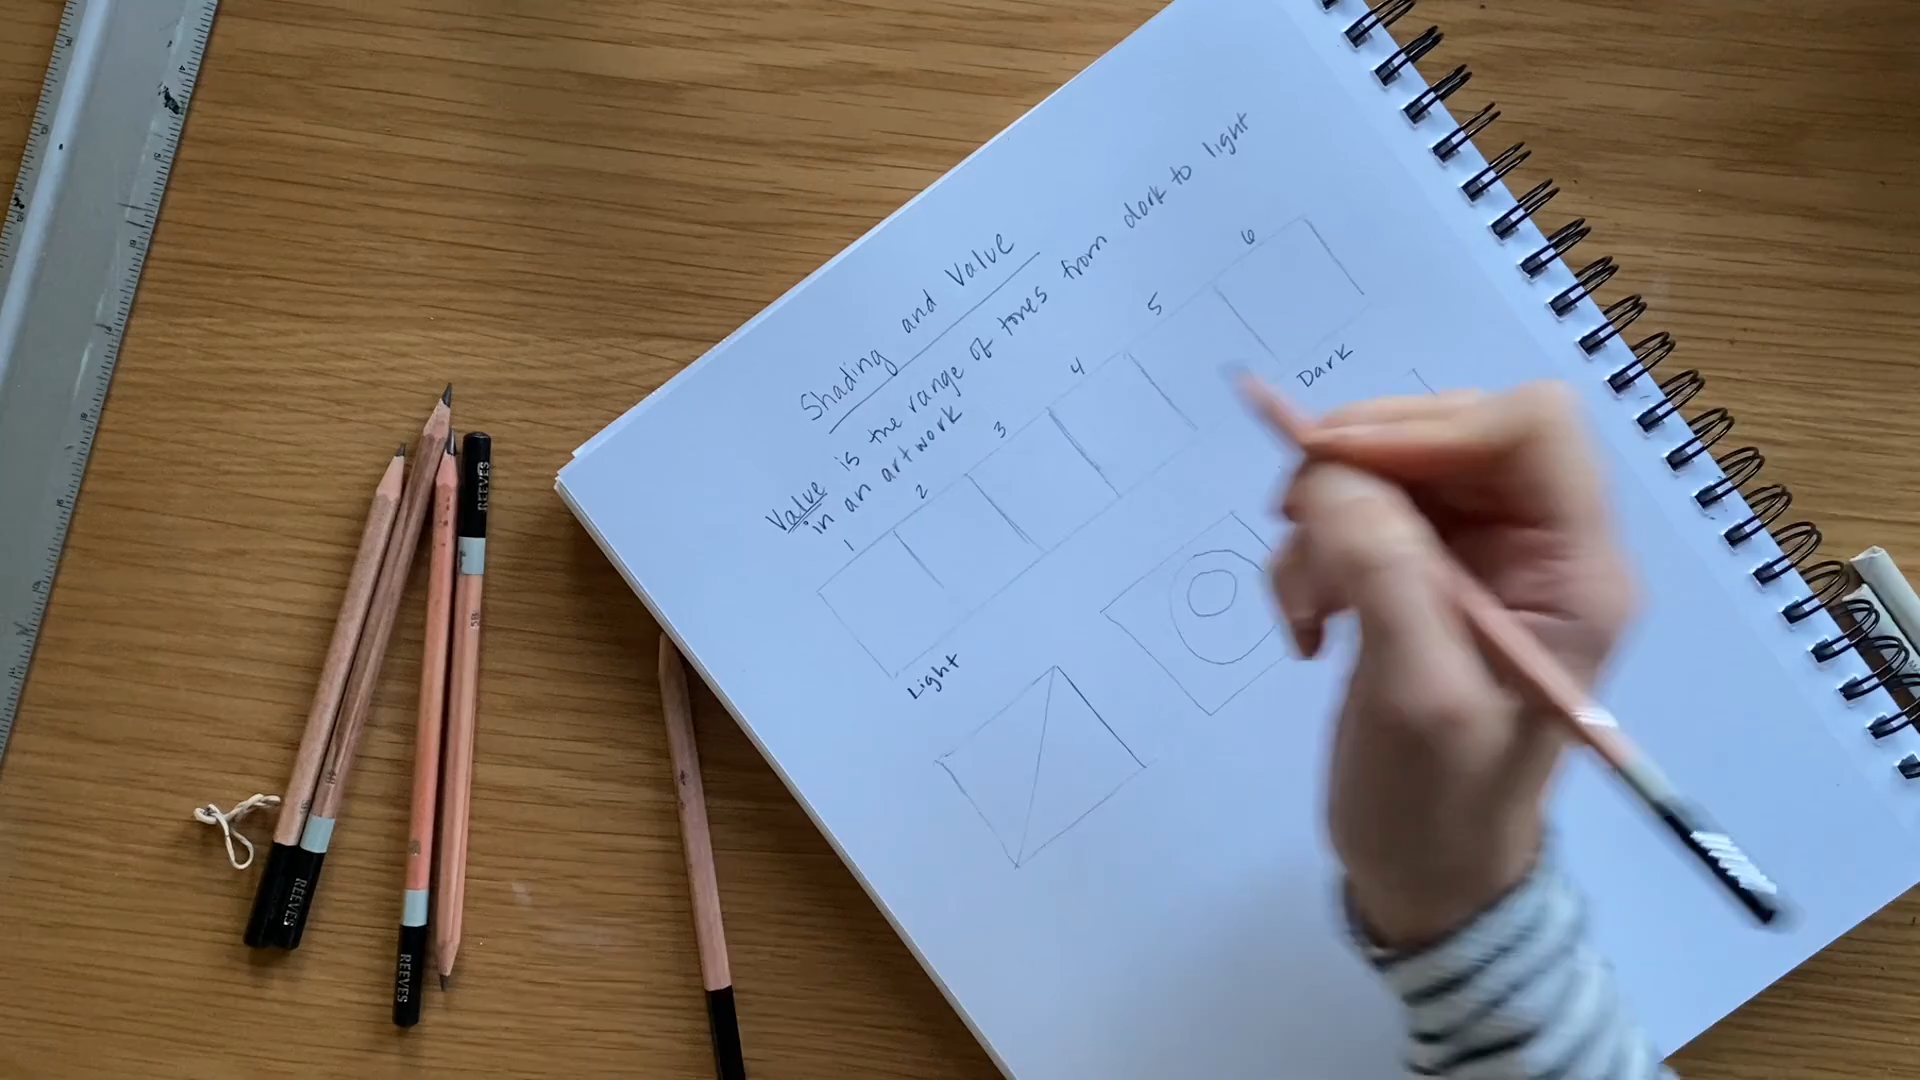 Shading and Value
Value is the range of tones from dark to light
in an artwork
1 2 3 4 5 6
Light
Dark
REEVES
REEVES
REEVES
5B